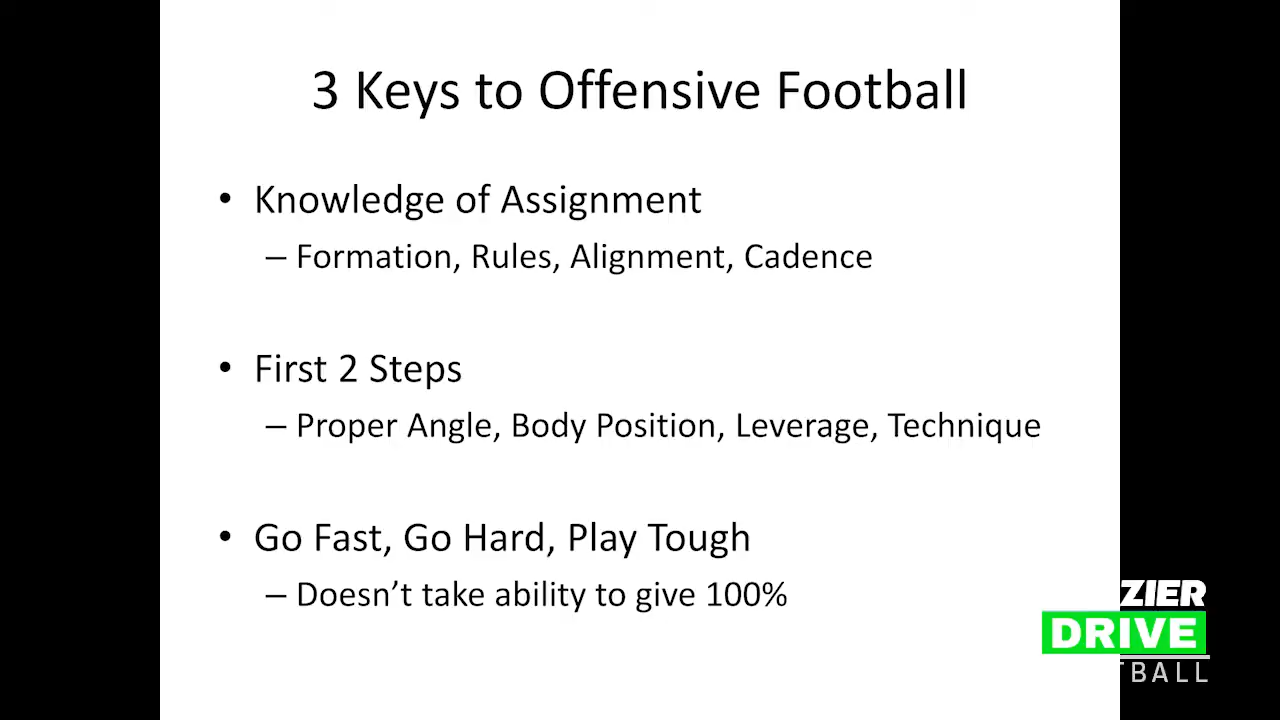 3 Keys to Offensive Football
• Knowledge of Assignment
– Formation, Rules, Alignment, Cadence
• First 2 Steps
– Proper Angle, Body Position, Leverage, Technique
• Go Fast, Go Hard, Play Tough
– Doesn’t take ability to give 100%
ZIER
DRIVE
TBALL